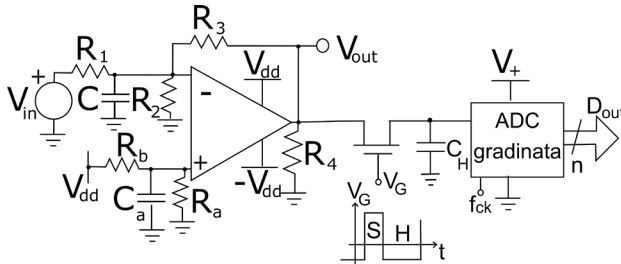 R3
Vout
R1
Vdd
V+
+
Vin
C
R2
-
ADC
gradinata
Dout
n
Rb
+
R4
CH
Vdd
-Vdd
VG
fck
Ca
Ra
VG
S
H
t